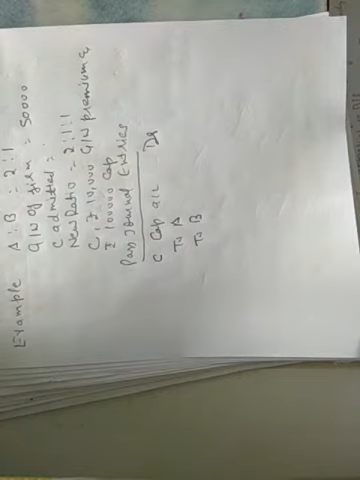 Example A:B = 2:1
G/W of firm = 50000
C admitted =
New Ratio = 2:1:1
C, ₹ 10,000 G/W premium &
₹ 100000 Cap
Pass Journal Entries
C Cap a/c Dr
To A
To B